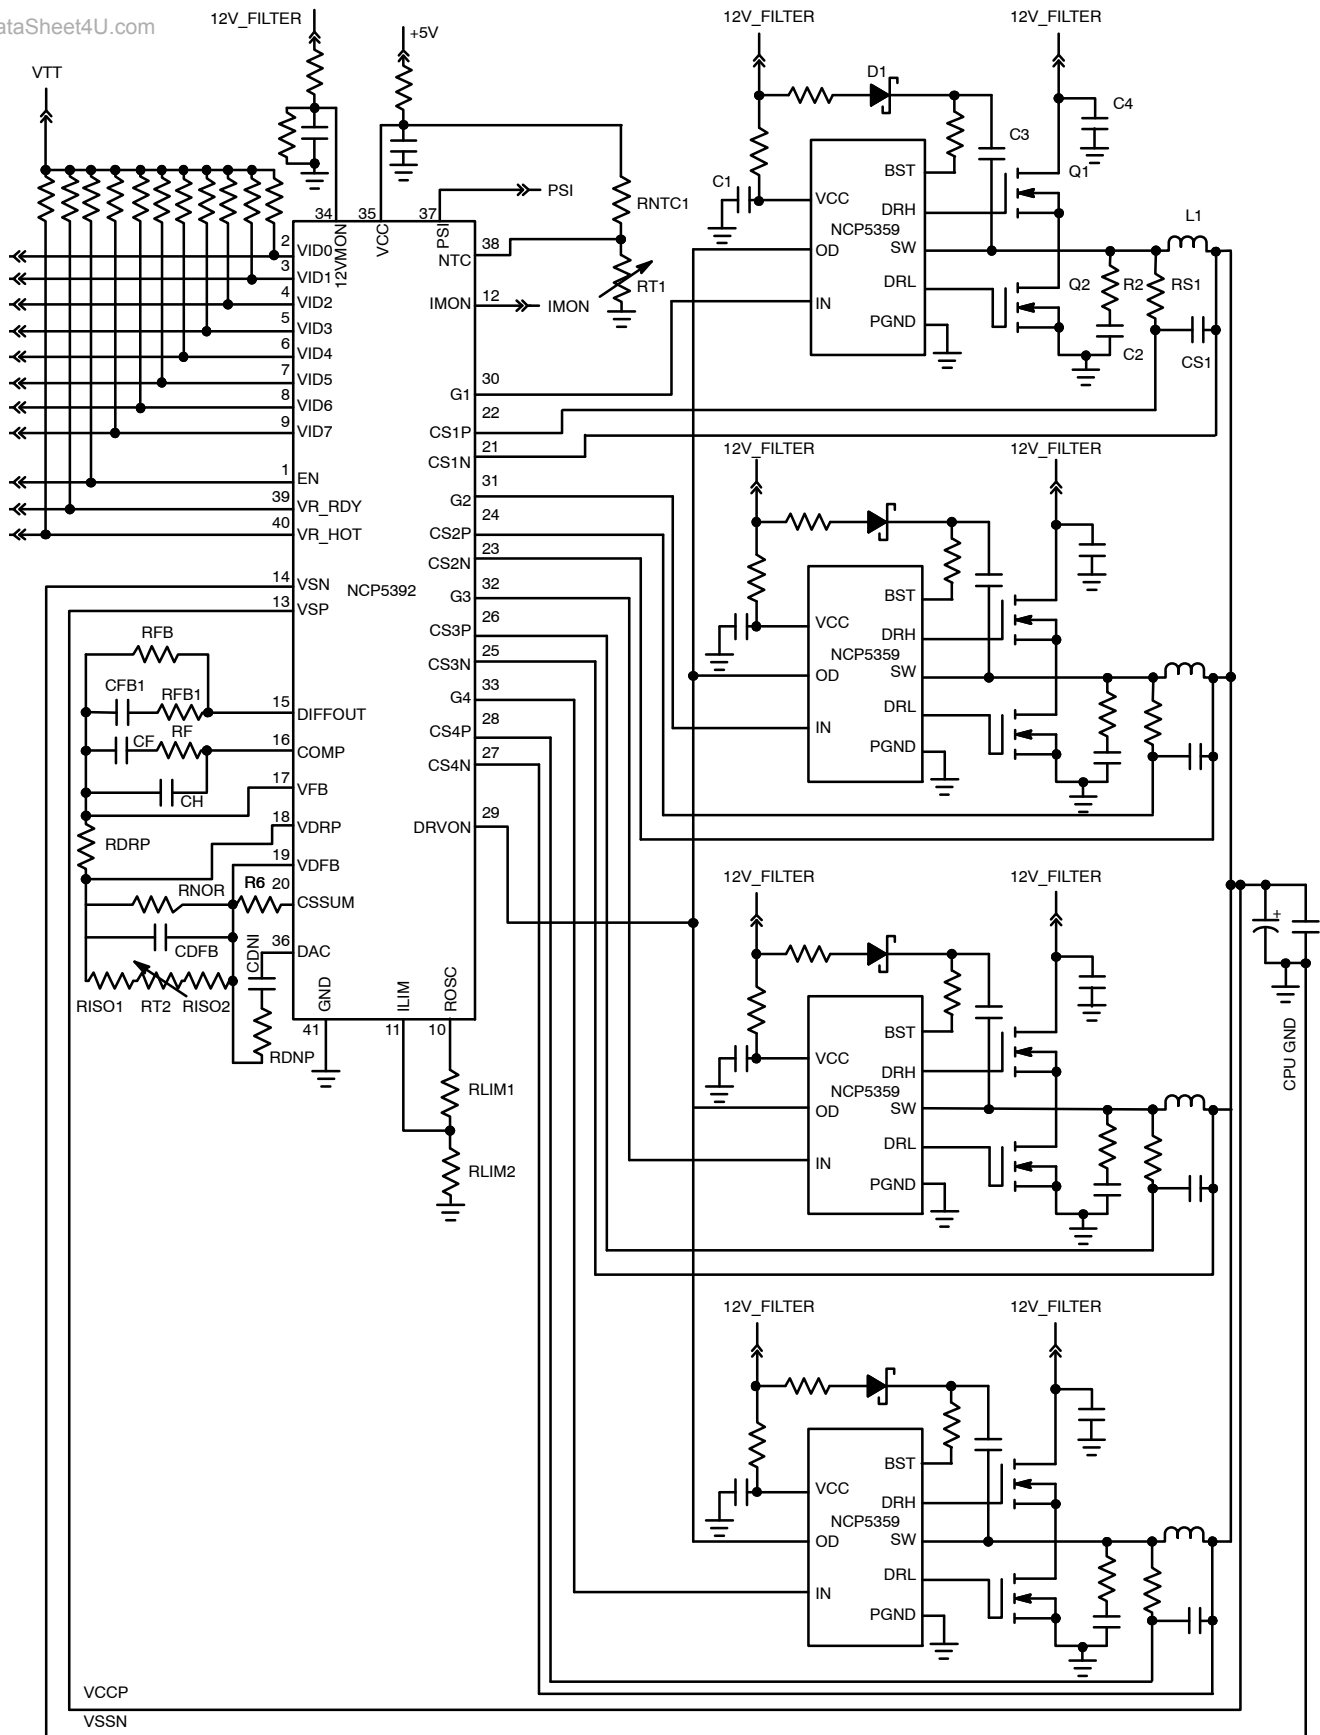 ataSheet4U.com
12V_FILTER
+5V
VTT
12V_FILTER
12V_FILTER
D1
C4
C3
C1
Q1
L1
BST
VCC
DRH
NCP5359
SW
OD
DRL
IN
PGND
Q2
R2
RS1
C2
CS1
PSI
RNTC1
RT1
IMON
34
35
37
38
12
12VMON
VCC
PSI
NTC
IMON
2
VID0
3
VID1
4
VID2
5
VID3
6
VID4
7
VID5
8
VID6
9
VID7
1
EN
39
VR_RDY
40
VR_HOT
14
VSN
13
VSP
NCP5392
30
G1
22
CS1P
21
CS1N
31
G2
24
CS2P
23
CS2N
32
G3
26
CS3P
25
CS3N
33
G4
28
CS4P
27
CS4N
29
DRVON
RFB
CFB1
RFB1
15
DIFFOUT
CF
RF
16
COMP
CH
17
VFB
18
VDRP
RDRP
19
VDFB
RNOR
R6
20
CSSUM
CDFB
CDNI
36
DAC
RISO1
RT2
RISO2
RDNP
GND
ILIM
ROSC
41
11
10
RLIM1
RLIM2
12V_FILTER
12V_FILTER
BST
VCC
DRH
NCP5359
SW
OD
DRL
IN
PGND
12V_FILTER
12V_FILTER
+
CPU GND
BST
VCC
DRH
NCP5359
SW
OD
DRL
IN
PGND
12V_FILTER
12V_FILTER
BST
VCC
DRH
NCP5359
SW
OD
DRL
IN
PGND
VCCP
VSSN